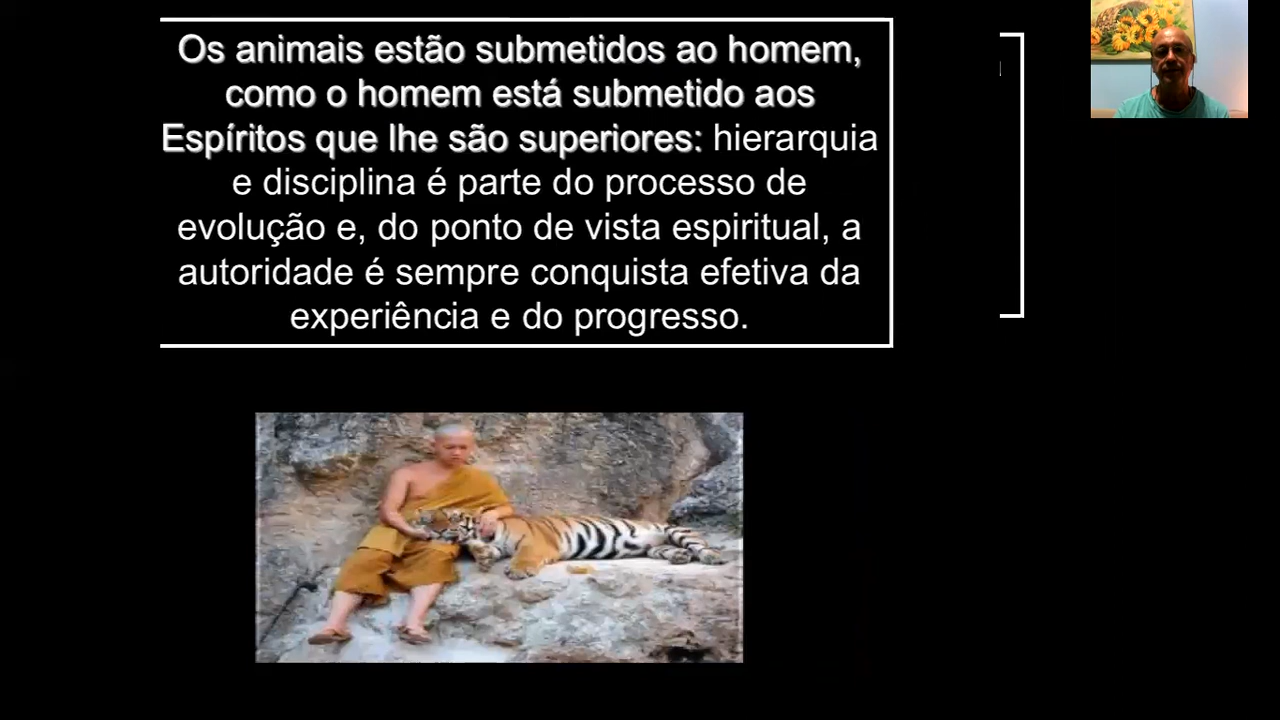 Os animais estão submetidos ao homem,
como o homem está submetido aos
Espíritos que lhe são superiores: hierarquia
e disciplina é parte do processo de
evolução e, do ponto de vista espiritual, a
autoridade é sempre conquista efetiva da
experiência e do progresso.